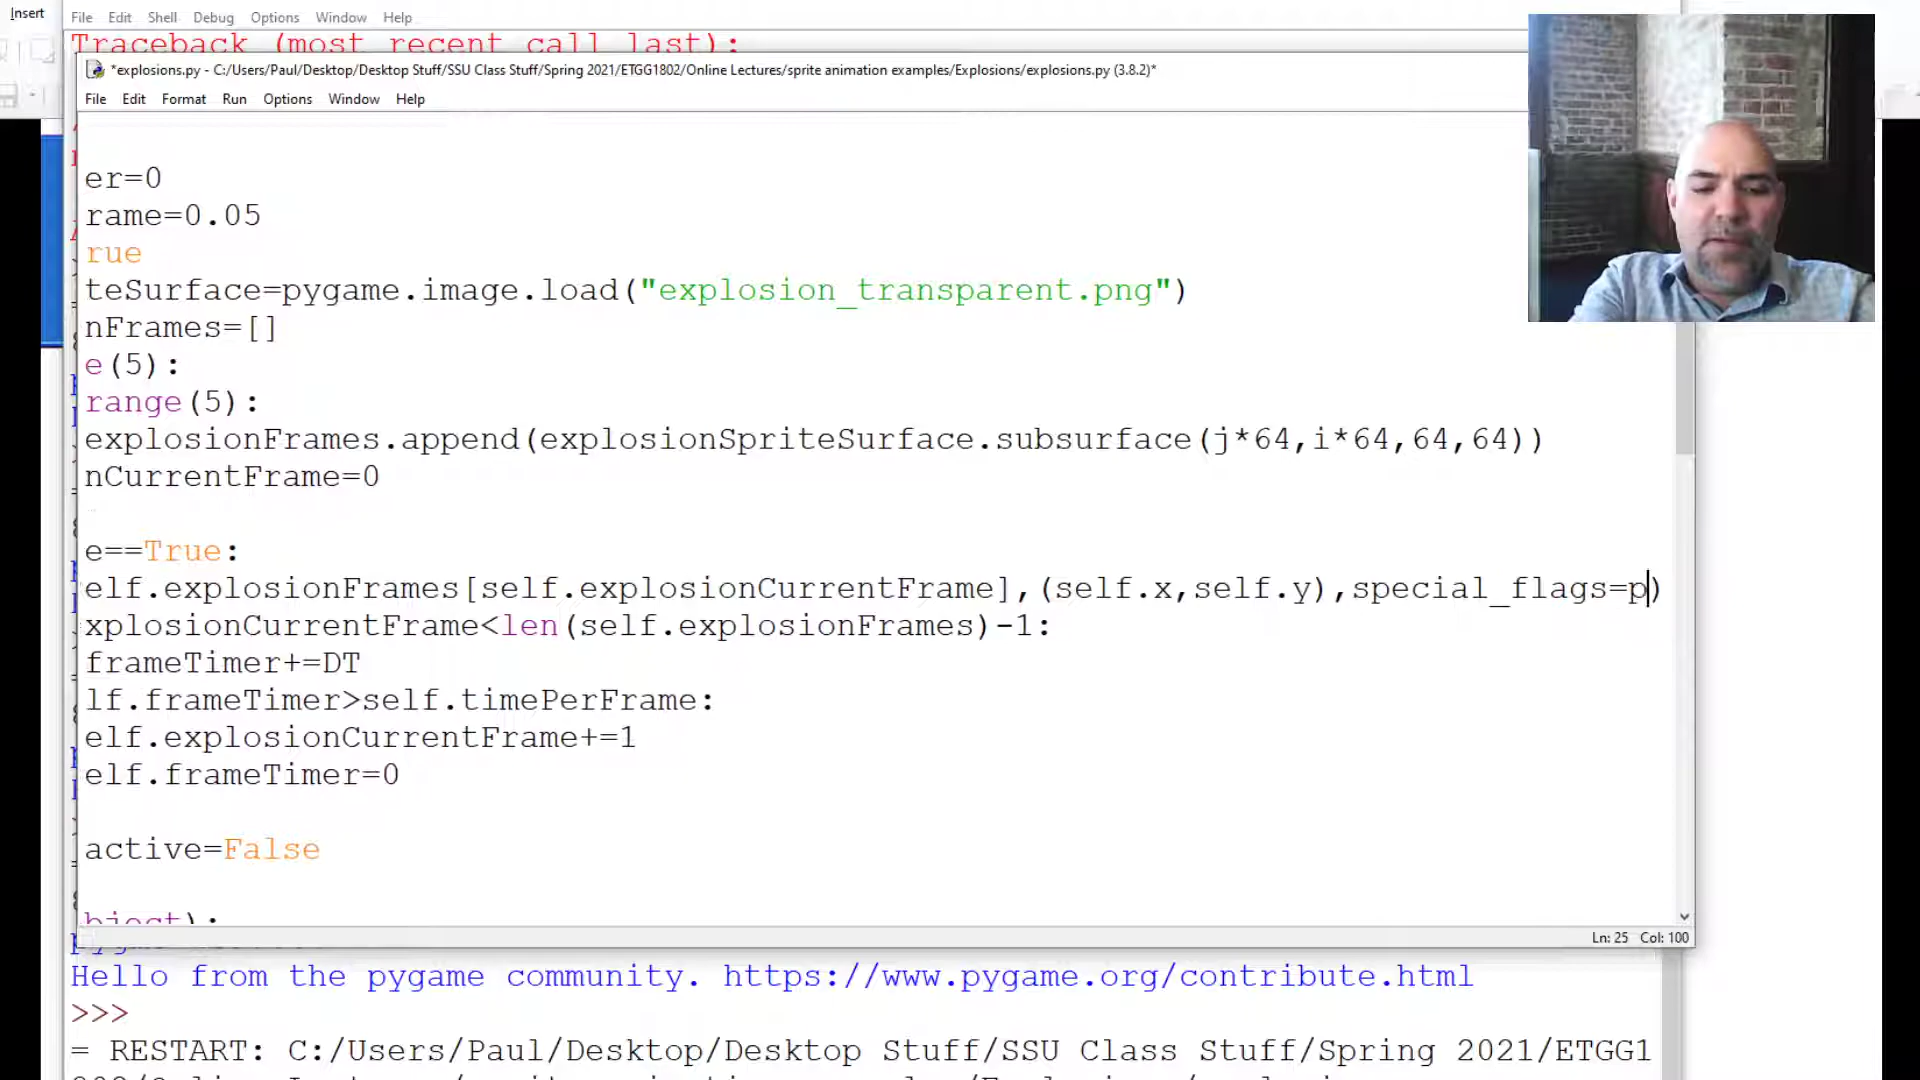 Insert
File Edit Shell Debug Options Window Help
Traceback (most recent call last):
*explosions.py - C:/Users/Paul/Desktop/Desktop Stuff/SSU Class Stuff/Spring 2021/ETGG1802/Online Lectures/sprite animation examples/Explosions/explosions.py (3.8.2)*
File Edit Format Run Options Window Help
er=0
rame=0.05
rue
teSurface=pygame.image.load("explosion_transparent.png")
nFrames=[]
e(5):
range(5):
explosionFrames.append(explosionSpriteSurface.subsurface(j*64,i*64,64,64))
nCurrentFrame=0
e==True:
elf.explosionFrames[self.explosionCurrentFrame],(self.x,self.y),special_flags=p)
xplosionCurrentFrame<len(self.explosionFrames)-1:
frameTimer+=DT
lf.frameTimer>self.timePerFrame:
elf.explosionCurrentFrame+=1
elf.frameTimer=0
active=False
bject):
Ln: 25 Col: 100
Hello from the pygame community. https://www.pygame.org/contribute.html
>>>
= RESTART: C:/Users/Paul/Desktop/Desktop Stuff/SSU Class Stuff/Spring 2021/ETGG1